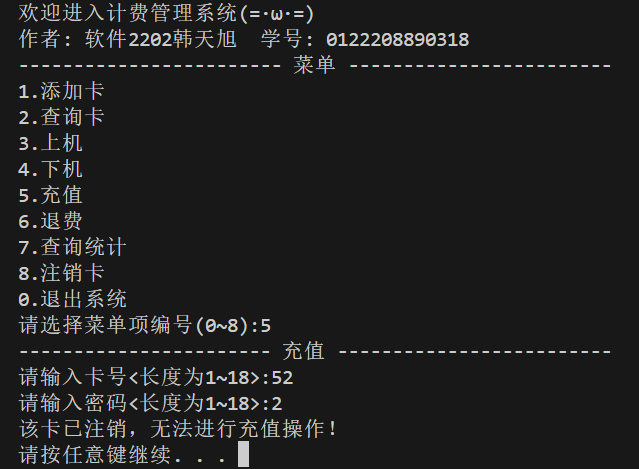 欢迎进入计费管理系统(=·ω·=)
作者: 软件2202韩天旭  学号: 0122208890318
------------------------ 菜单 ------------------------
1.添加卡
2.查询卡
3.上机
4.下机
5.充值
6.退费
7.查询统计
8.注销卡
0.退出系统
请选择菜单项编号(0~8):5
----------------------- 充值 -------------------------
请输入卡号<长度为1~18>:52
请输入密码<长度为1~18>:2
该卡已注销，无法进行充值操作！
请按任意键继续. . .